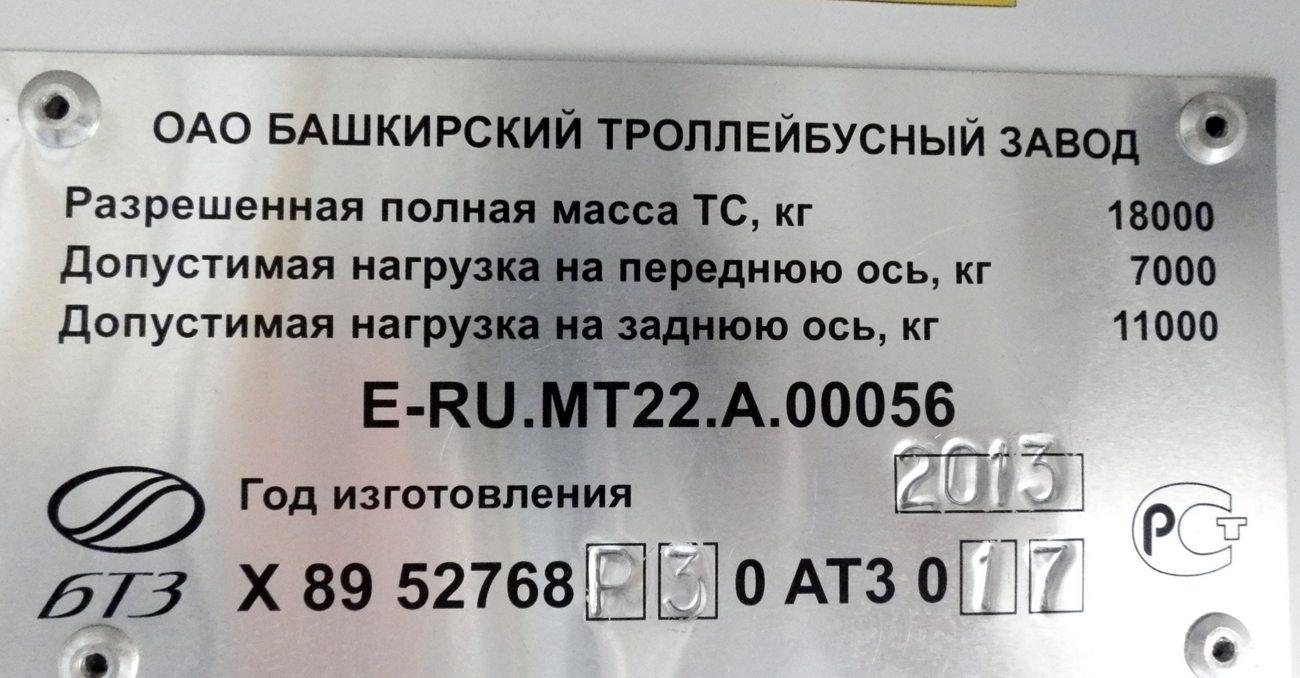 ОАО БАШКИРСКИЙ ТРОЛЛЕЙБУСНЫЙ ЗАВОД
Разрешенная полная масса ТС, кг 18000
Допустимая нагрузка на переднюю ось, кг 7000
Допустимая нагрузка на заднюю ось, кг 11000
E-RU.MT22.A.00056
Год изготовления 2013
БТЗ
X 89 52768 P 3 0 AT3 0 1 7
РСТ